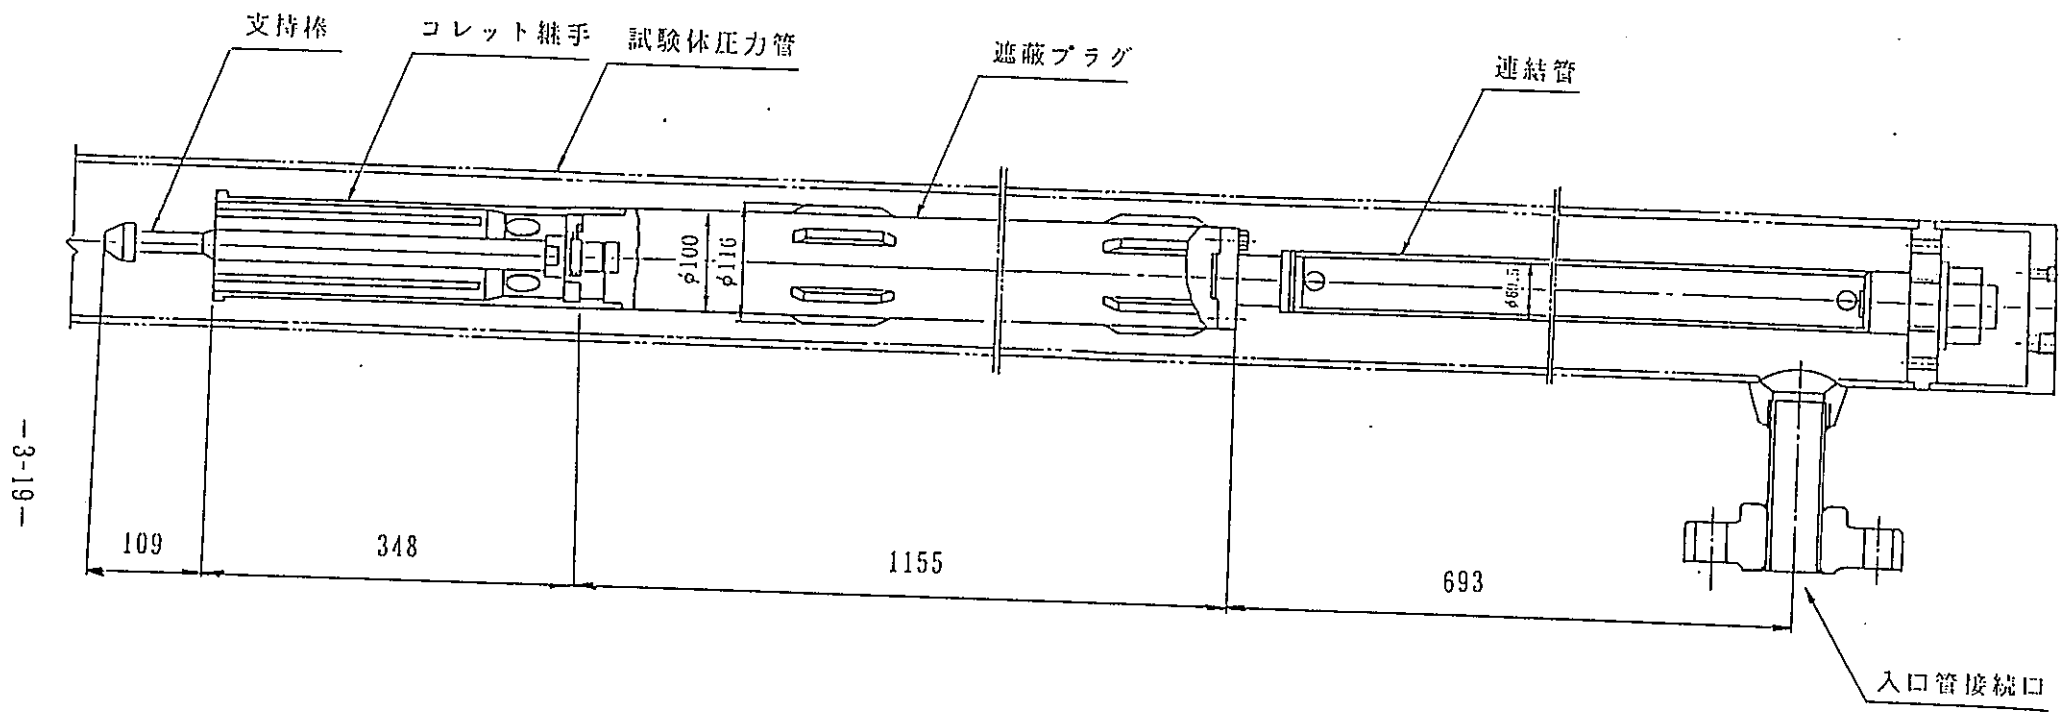 支持棒
コレット継手
試験体圧力管
遮蔽プラグ
連結管
φ100
φ116
φ60.5
109
348
1155
693
入口管接続口
-3-19-